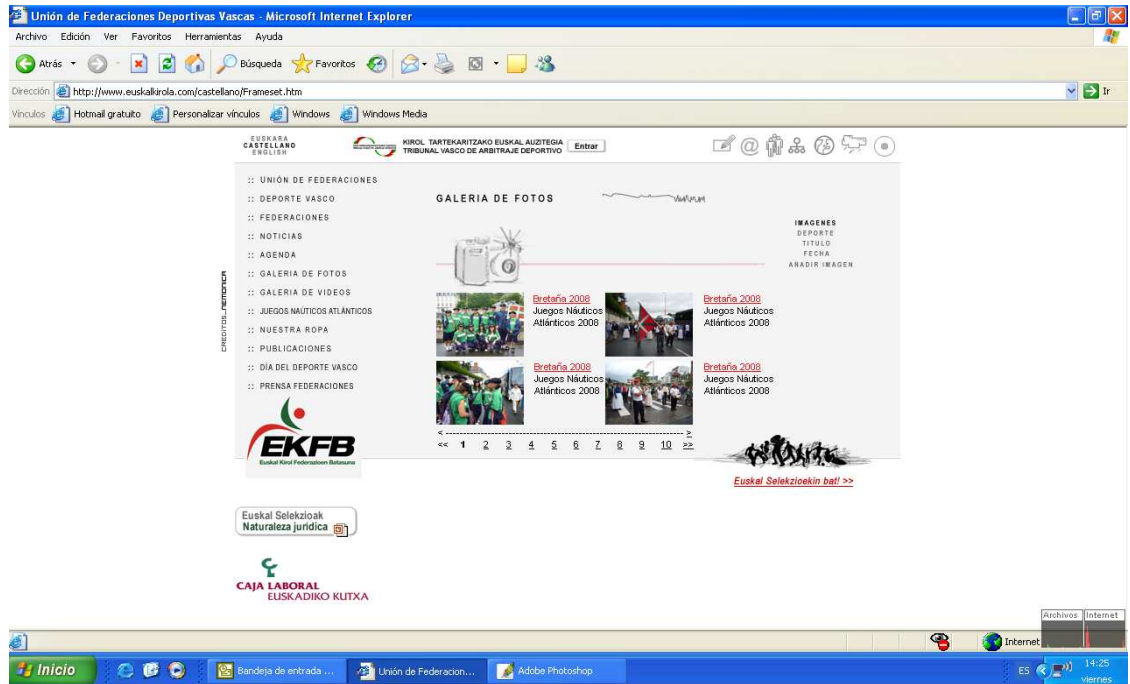 Unión de Federaciones Deportivas Vascas - Microsoft Internet Explorer
Archivo Edición Ver Favoritos Herramientas Ayuda
Atrás Búsqueda Favoritos
Dirección http://www.euskalkirola.com/castellano/Frameset.htm Ir
Vínculos Hotmail gratuito Personalizar vínculos Windows Windows Media
EUSKARA
CASTELLANO
ENGLISH
KIROL TARTEKARITZAKO EUSKAL AUZITEGIA
TRIBUNAL VASCO DE ARBITRAJE DEPORTIVO
Entrar
:: UNIÓN DE FEDERACIONES
:: DEPORTE VASCO
:: FEDERACIONES
:: NOTICIAS
:: AGENDA
:: GALERIA DE FOTOS
:: GALERIA DE VIDEOS
:: JUEGOS NAÚTICOS ATLÁNTICOS
:: NUESTRA ROPA
:: PUBLICACIONES
:: DÍA DEL DEPORTE VASCO
:: PRENSA FEDERACIONES
CREDITOS_NEMONICA
GALERIA DE FOTOS
IMAGENES
DEPORTE
TITULO
FECHA
AÑADIR IMAGEN
Bretaña 2008
Juegos Náuticos
Atlánticos 2008
Bretaña 2008
Juegos Náuticos
Atlánticos 2008
Bretaña 2008
Juegos Náuticos
Atlánticos 2008
Bretaña 2008
Juegos Náuticos
Atlánticos 2008
<< 1 2 3 4 5 6 7 8 9 10 >>
EKFB
Euskal Kirol Federazioen Batasuna
Euskal Selekzioekin bat! >>
Euskal Selekzioak
Naturaleza jurídica
CAJA LABORAL
EUSKADIKO KUTXA
Archivos Internet
Internet
Inicio Bandeja de entrada ... Unión de Federacion... Adobe Photoshop ES 14:25
viernes